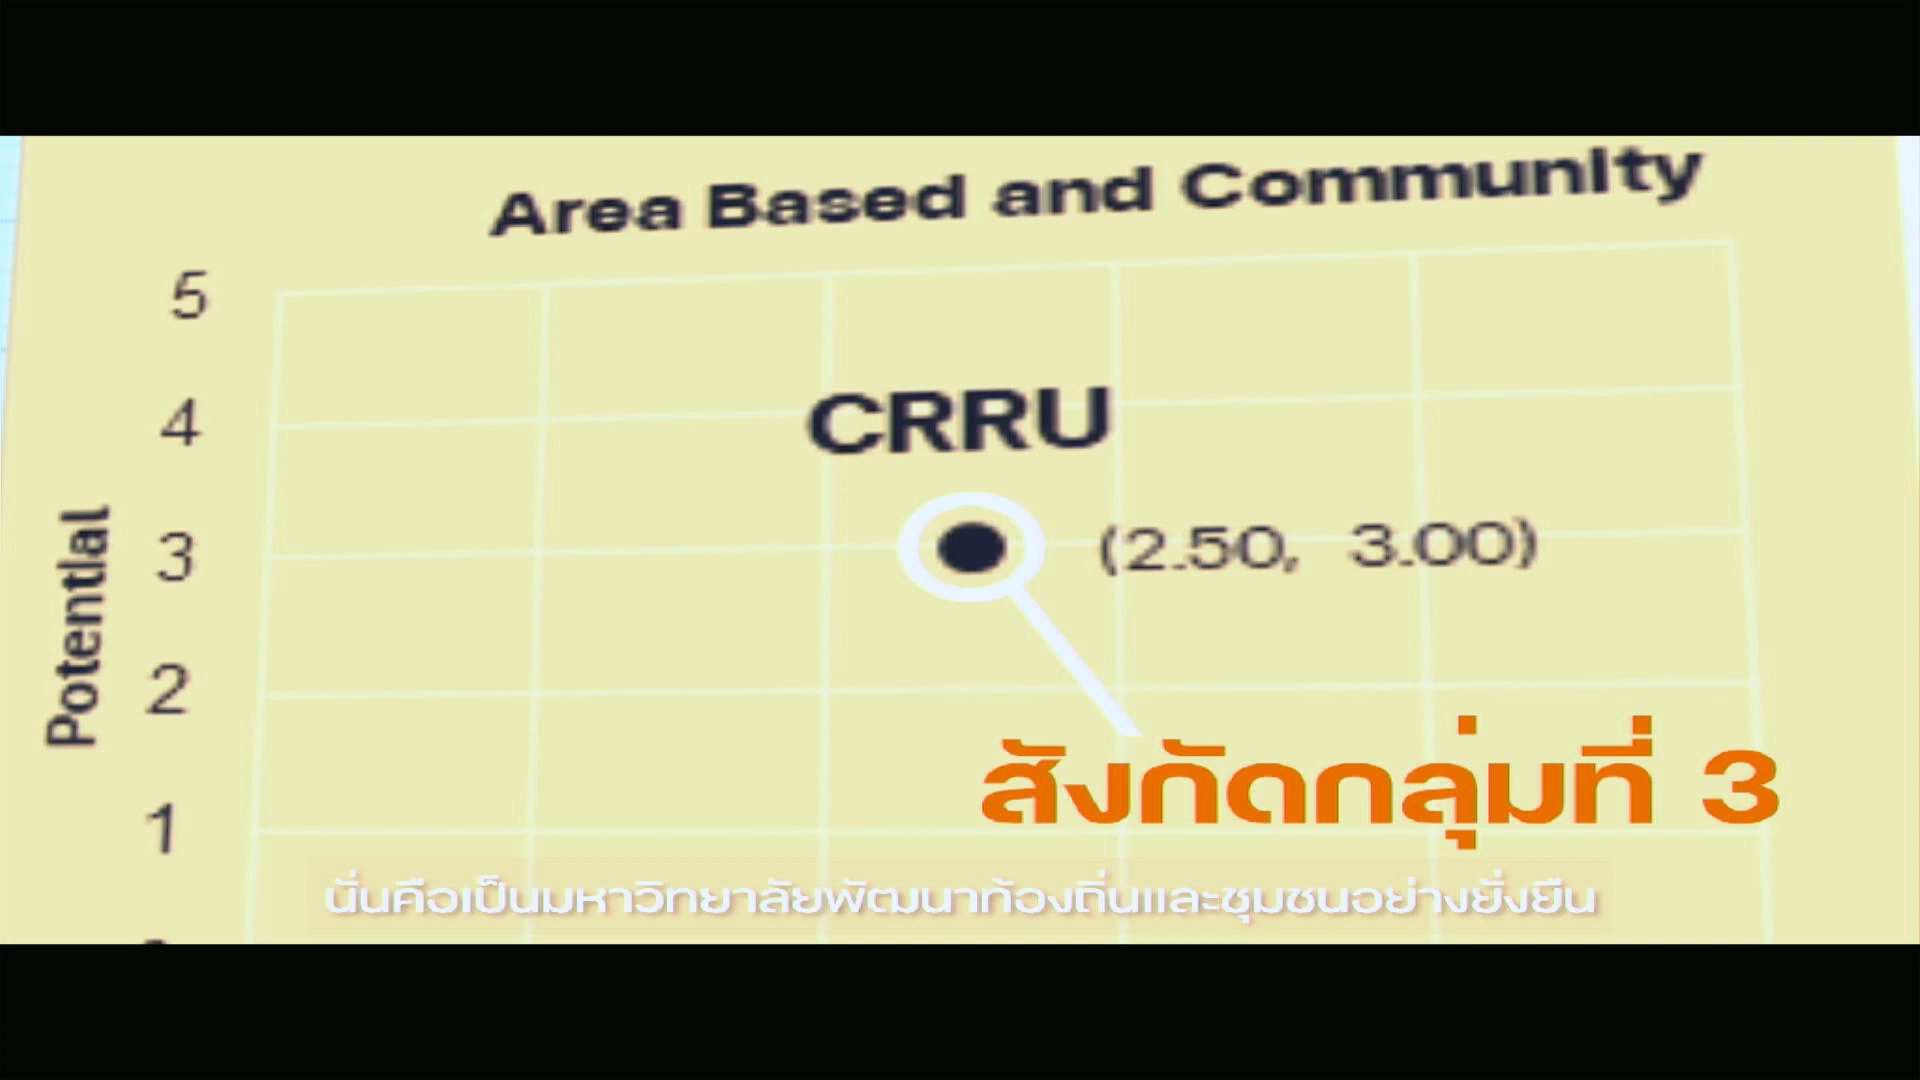 Area Based and Community
5
4
CRRU
3
(2.50, 3.00)
Potential
2
1
สังกัดกลุ่มที่ 3
นั่นคือเป็นมหาวิทยาลัยพัฒนาท้องถิ่นและชุมชนอย่างยั่งยืน